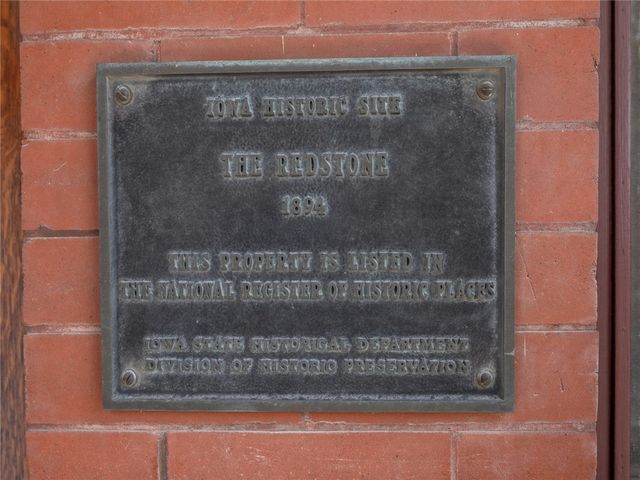 IOWA HISTORIC SITE
THE REDSTONE
1894
THIS PROPERTY IS LISTED IN
THE NATIONAL REGISTER OF HISTORIC PLACES
IOWA STATE HISTORICAL DEPARTMENT
DIVISION OF HISTORIC PRESERVATION